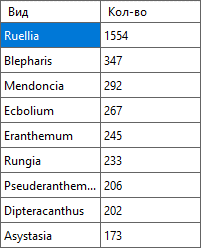 Вид Кол-во
Ruellia 1554
Blepharis 347
Mendoncia 292
Ecbolium 267
Eranthemum 245
Rungia 233
Pseuderanthem... 206
Dipteracanthus 202
Asystasia 173